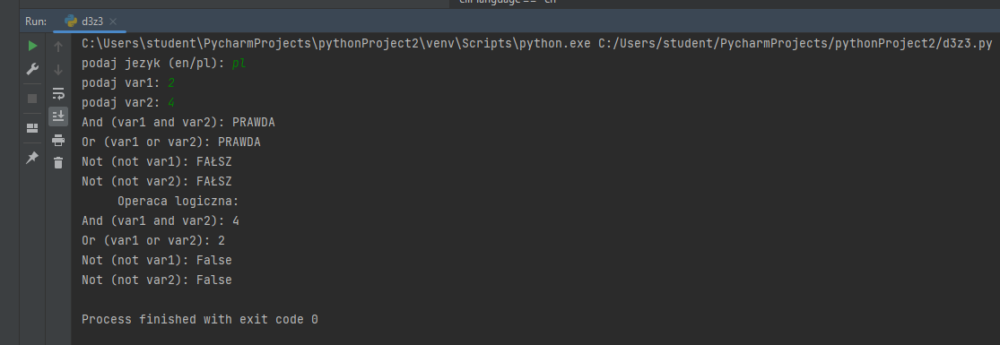 Run: d3z3
C:\Users\student\PycharmProjects\pythonProject2\venv\Scripts\python.exe C:/Users/student/PycharmProjects/pythonProject2/d3z3.py
podaj jezyk (en/pl): pl
podaj var1: 2
podaj var2: 4
And (var1 and var2): PRAWDA
Or (var1 or var2): PRAWDA
Not (not var1): FAŁSZ
Not (not var2): FAŁSZ
Operaca logiczna:
And (var1 and var2): 4
Or (var1 or var2): 2
Not (not var1): False
Not (not var2): False
Process finished with exit code 0